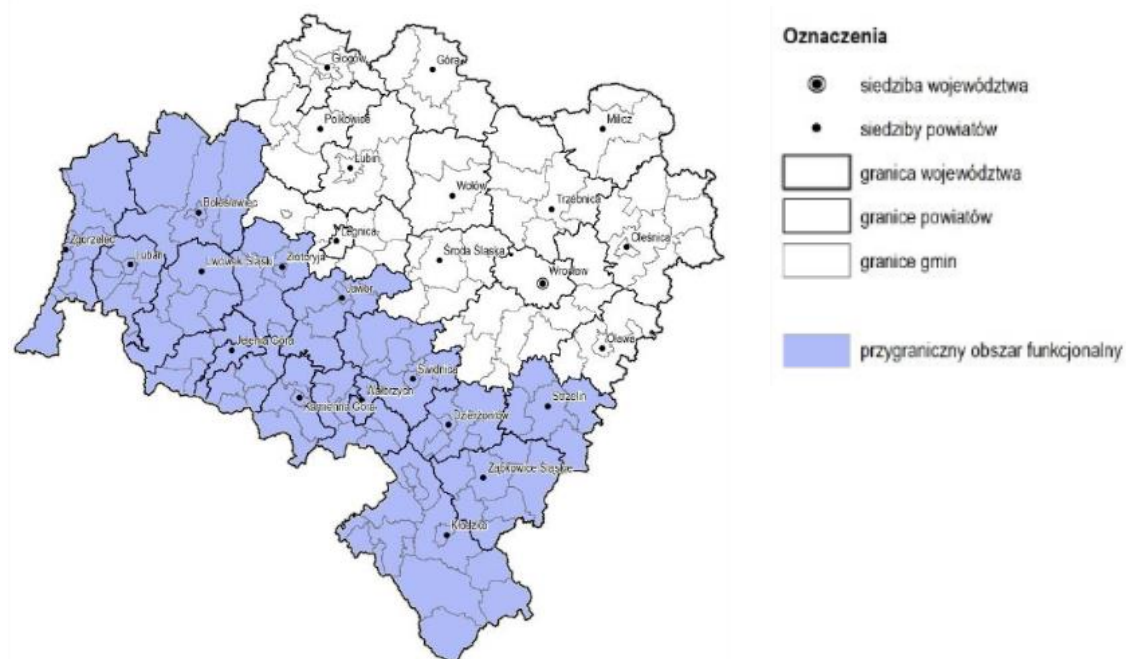 Głogów
Góra
Polkowice
Milicz
Lubin
Wołów
Trzebnica
Bolesławiec
Legnica
Oleśnica
Zgorzelec
Środa Śląska
Lubań
Lwówek Śląski
Złotoryja
Wrocław
Jawor
Jelenia Góra
Oława
Świdnica
Kamienna Góra
Wałbrzych
Strzelin
Dzierżoniów
Ząbkowice Śląskie
Kłodzko
Oznaczenia
siedziba województwa
siedziby powiatów
granica województwa
granice powiatów
granice gmin
przygraniczny obszar funkcjonalny